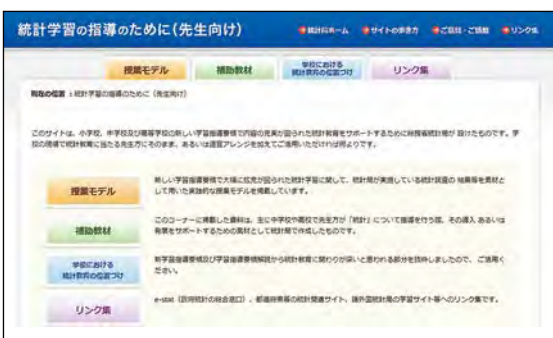 統計学習の指導のために(先生向け)
統計局ホーム サイトの歩き方 ご意見・ご感想 リンク集
授業モデル 補助教材 学校における リンク集
統計教育の位置づけ
現在の位置 : 統計学習の指導のために(先生向け)
このサイトは、小学校、中学校及び高等学校の新しい学習指導要領で内容の充実が図られた統計教育をサポートするために総務省統計局が 設けたものです。学
校の現場で統計教育に当たる先生方にそのまま、あるいは適宜アレンジを加えてご活用いただければ何よりです。
授業モデル
新しい学習指導要領で大幅に拡充が図られた統計学習に関して、統計局が実施している統計調査の 結果等を素材と
して用いた実践的な授業モデルを掲載しています。
補助教材
このコーナーに掲載した資料は、主に中学校や高校で先生方が「統計」について指導を行う際、その導入 あるいは
発展をサポートするための素材として統計局で作成したものです。
学校における
統計教育の位置づけ
新学習指導要領及び学習指導要領解説から統計教育に関わりが深いと思われる部分を抜粋しましたので、 ご活用く
ださい。
リンク集
e-stat(政府統計の総合窓口)、都道府県等の統計関連サイト、諸外国統計局の学習サイト等へのリンク集です。